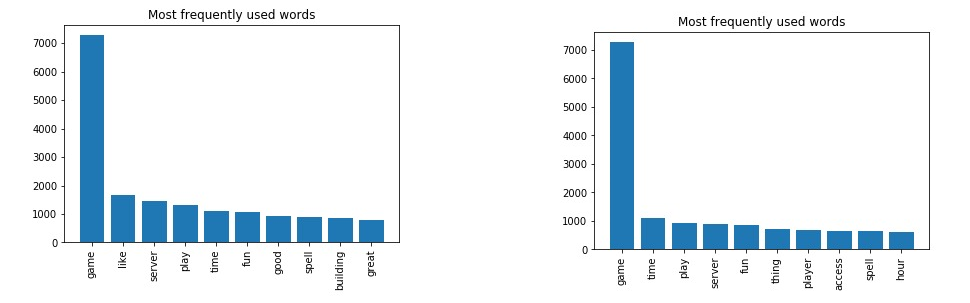 Most frequently used words
7000
6000
5000
4000
3000
2000
1000
0
game
like
server
play
time
fun
good
spell
building
great
Most frequently used words
7000
6000
5000
4000
3000
2000
1000
0
game
time
play
server
fun
thing
player
access
spell
hour